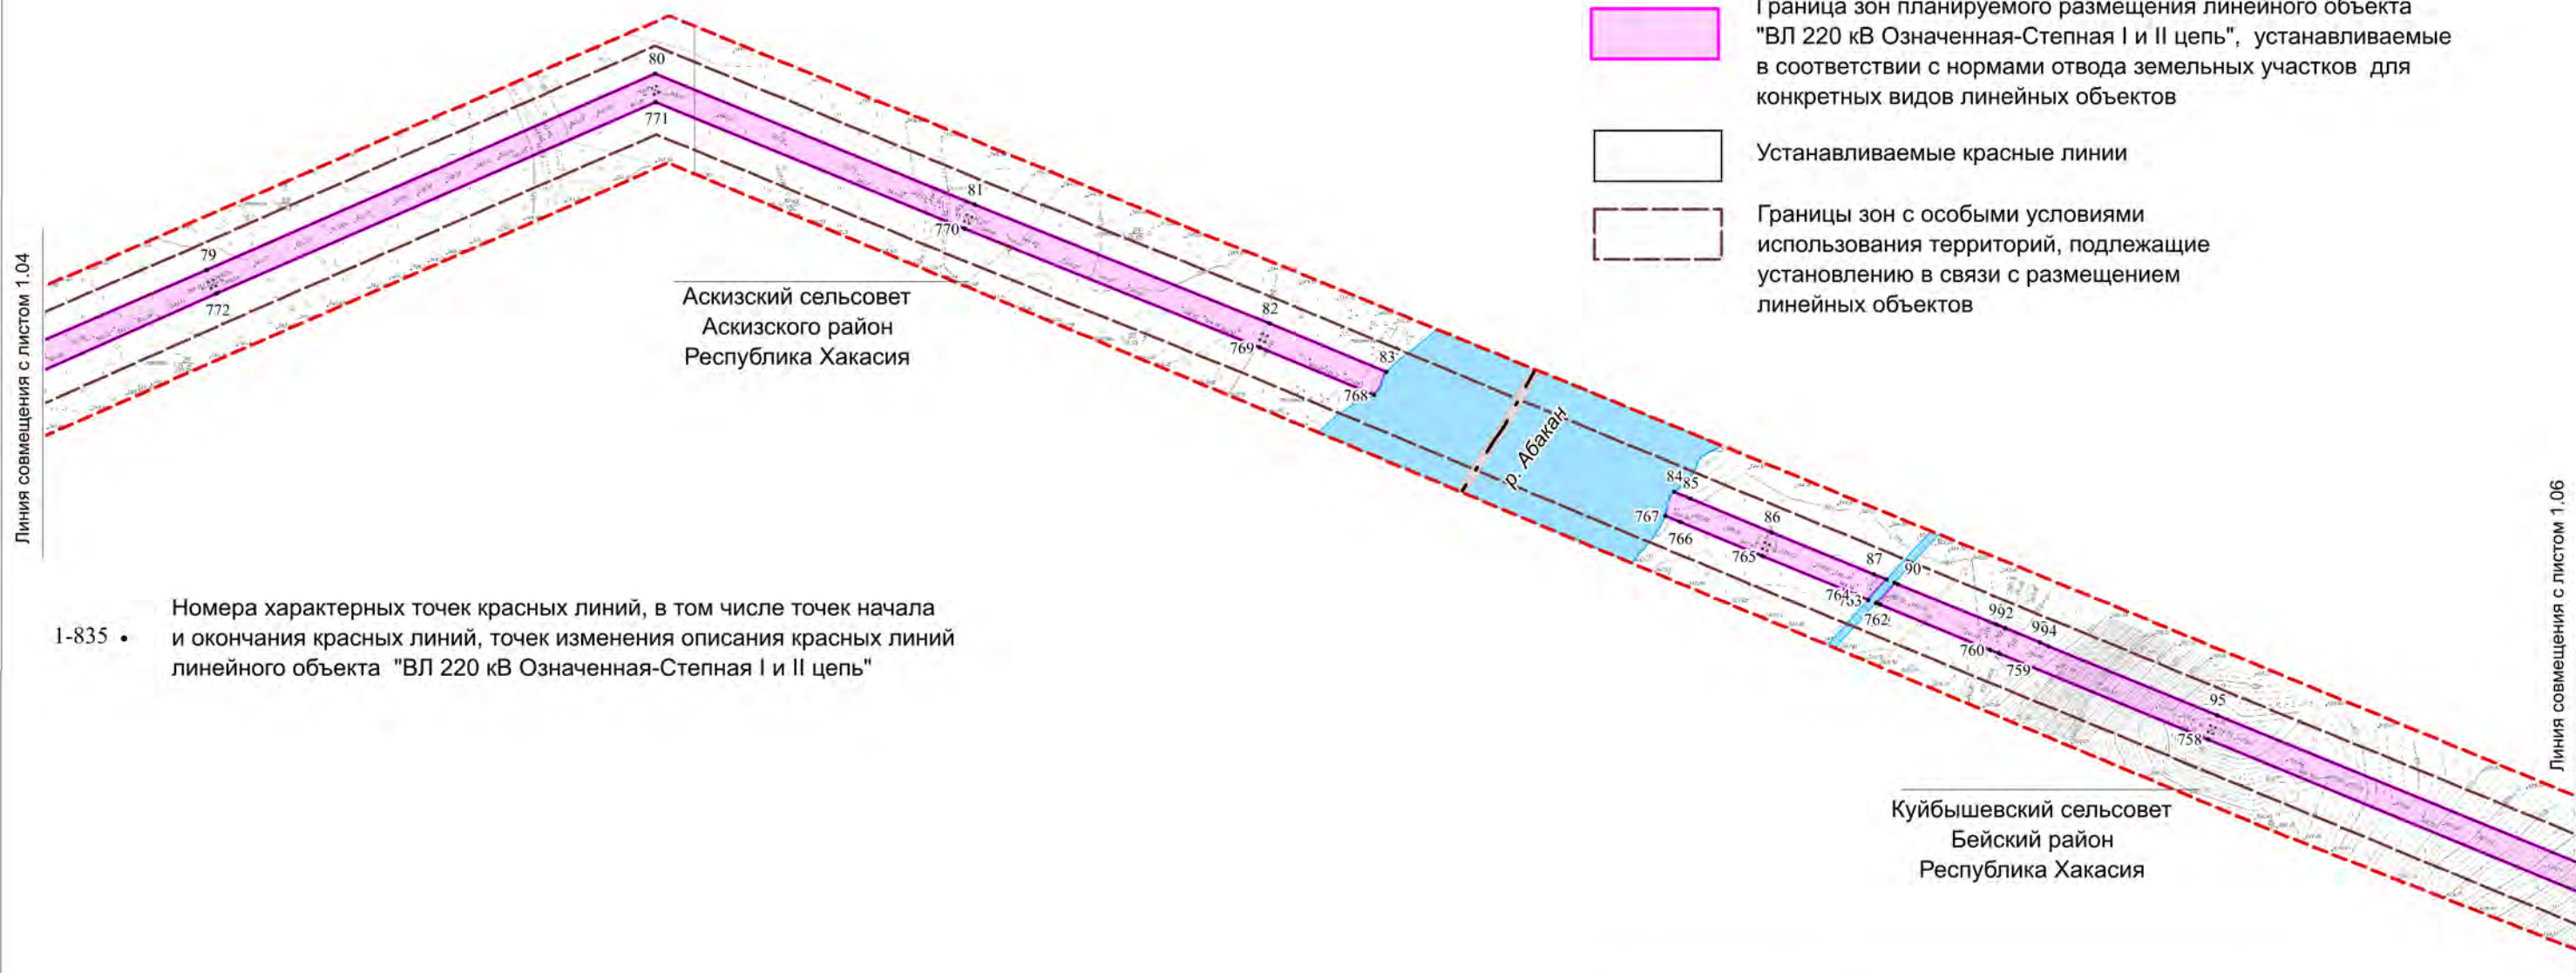 Граница зон планируемого размещения линейного объекта
"ВЛ 220 кВ Означенная-Степная I и II цепь", устанавливаемые
в соответствии с нормами отвода земельных участков для
конкретных видов линейных объектов
Устанавливаемые красные линии
Границы зон с особыми условиями
использования территорий, подлежащие
установлению в связи с размещением
линейных объектов
Линия совмещения с листом 1.04
80
771
79
772
81
770
82
769
83
768
Аскизский сельсовет
Аскизского район
Республика Хакасия
р. Абакан
84
85
767
766
86
765
87
90
764
763
762
992
994
760
759
95
758
Линия совмещения с листом 1.06
1-835
Номера характерных точек красных линий, в том числе точек начала
и окончания красных линий, точек изменения описания красных линий
линейного объекта "ВЛ 220 кВ Означенная-Степная I и II цепь"
Куйбышевский сельсовет
Бейский район
Республика Хакасия